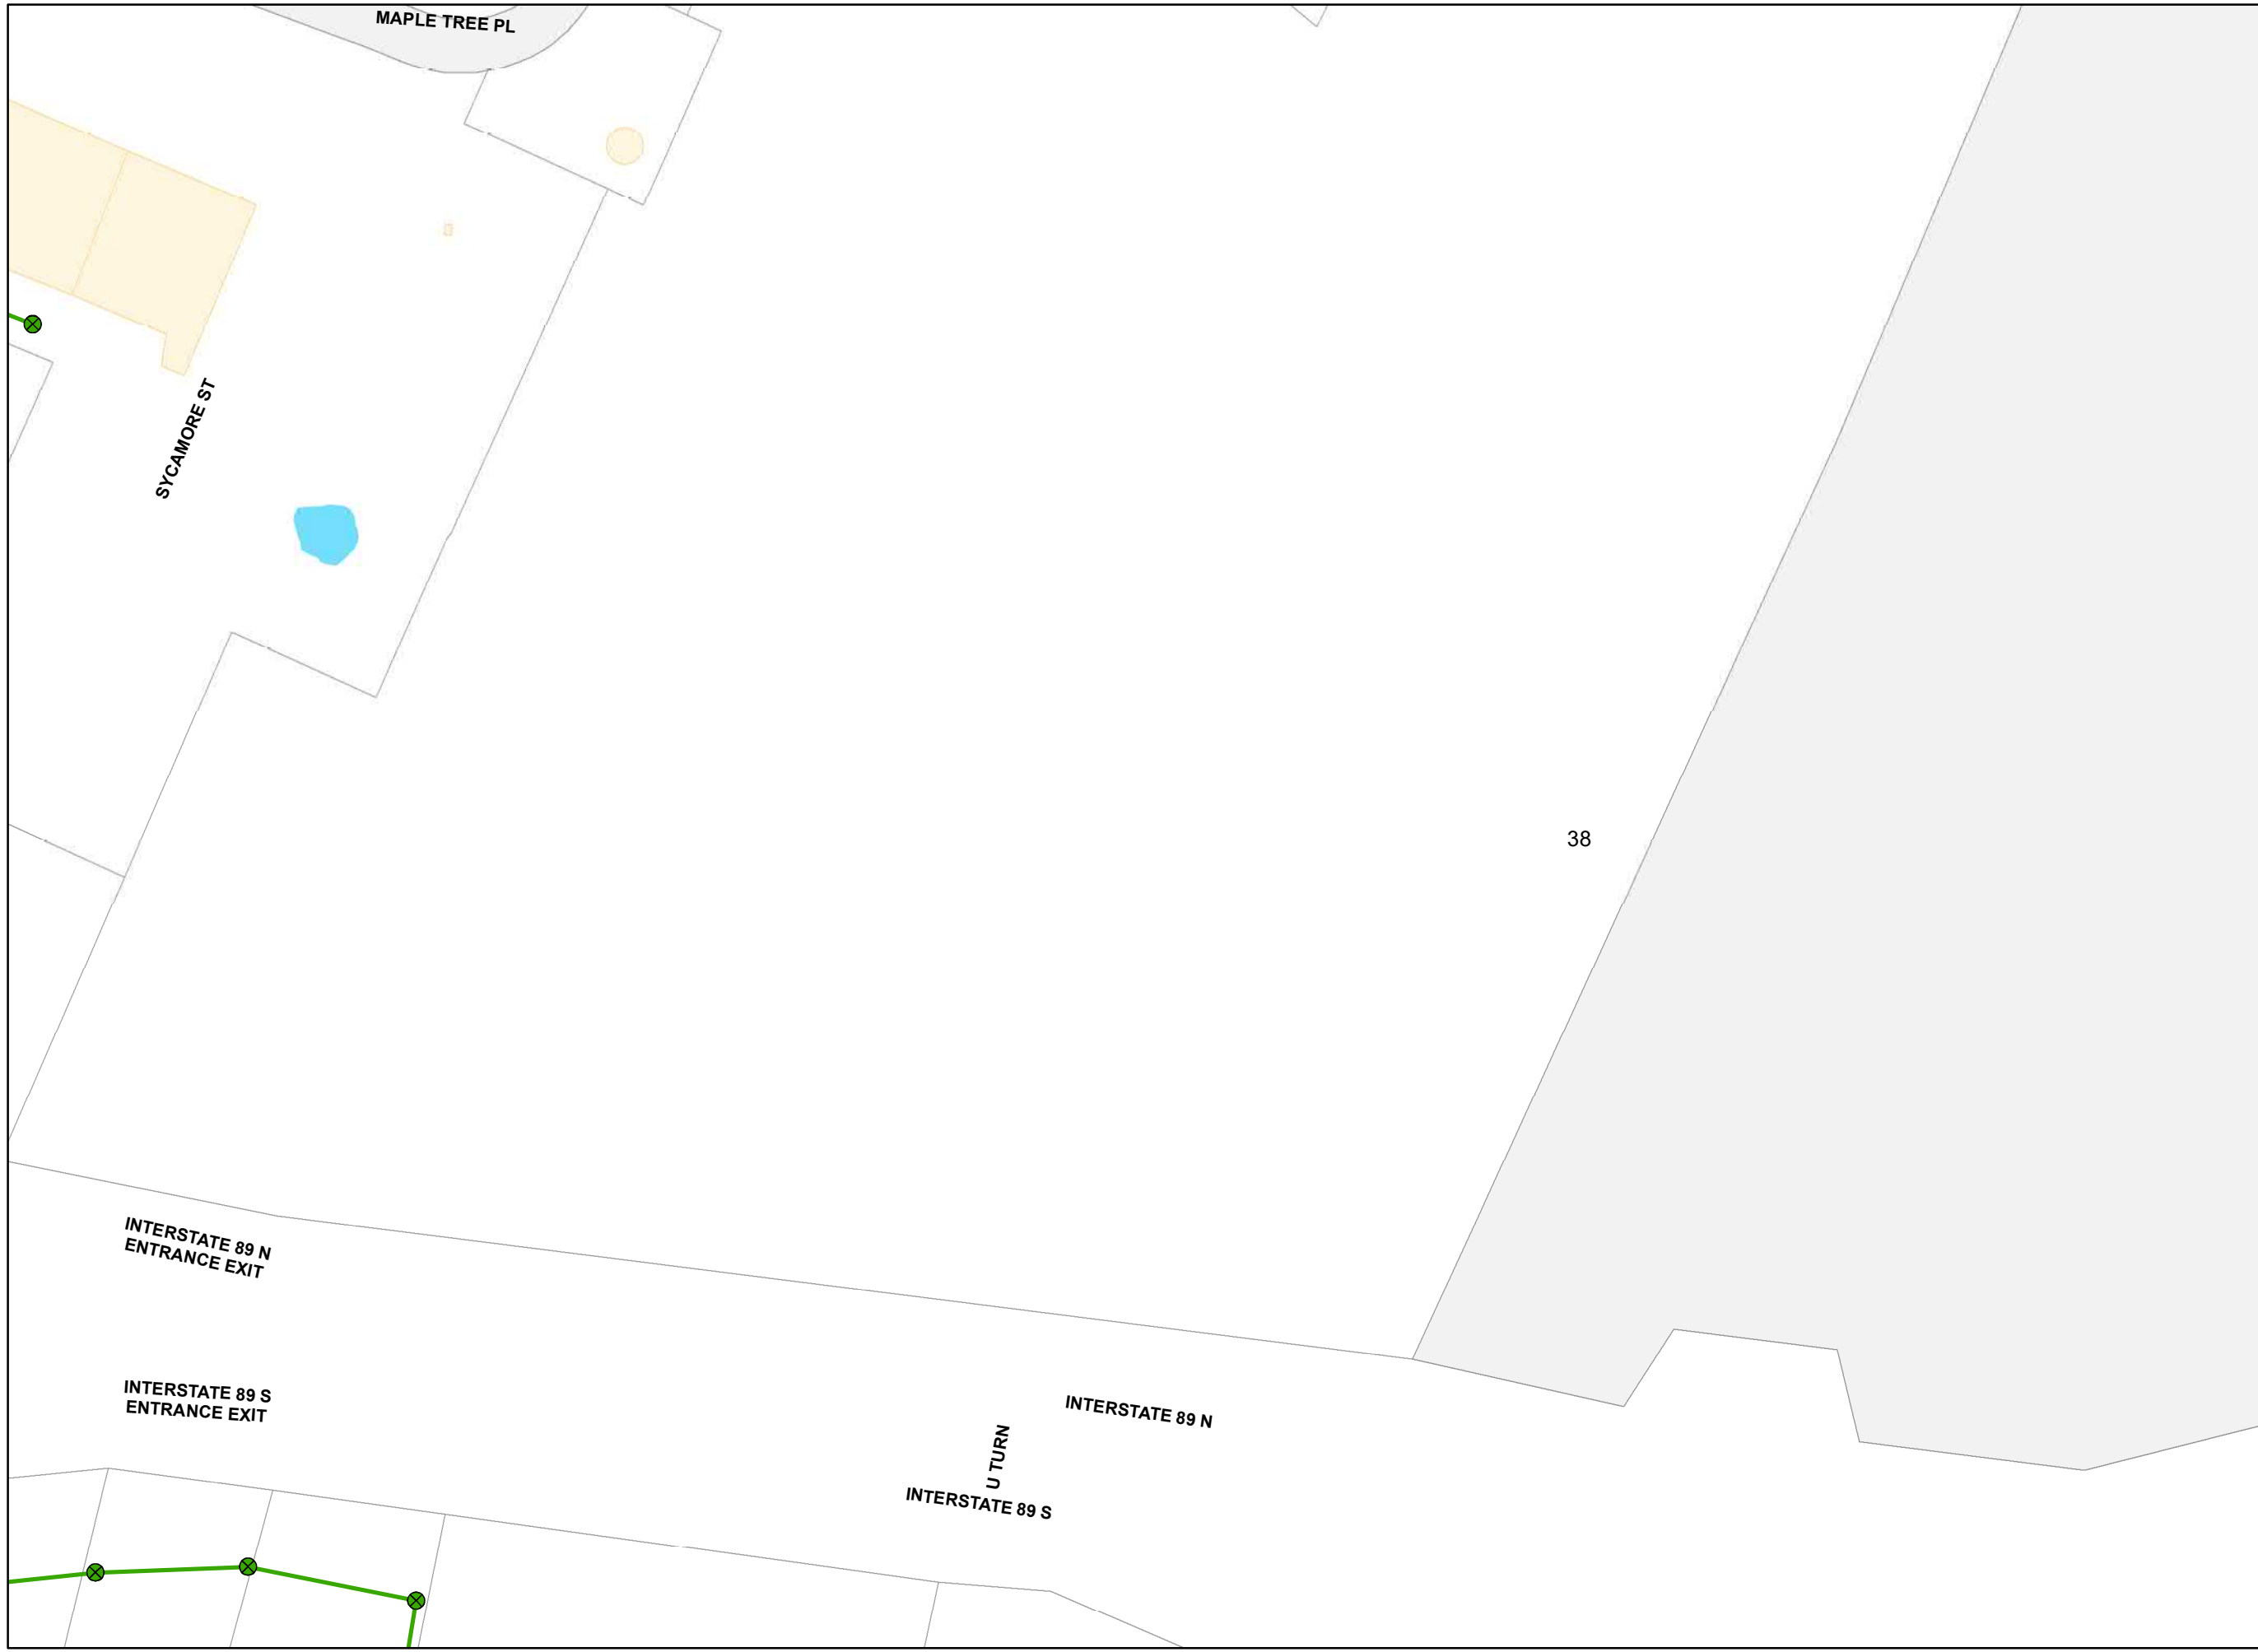 MAPLE TREE PL
SYCAMORE ST
38
INTERSTATE 89 N
ENTRANCE EXIT
INTERSTATE 89 S
ENTRANCE EXIT
INTERSTATE 89 N
U TURN
INTERSTATE 89 S